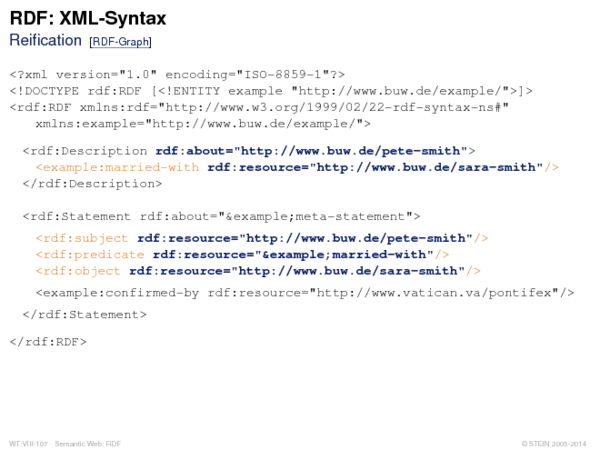 RDF: XML-Syntax
Reification [RDF-Graph]
<?xml version="1.0" encoding="ISO-8859-1"?>
<!DOCTYPE rdf:RDF [<!ENTITY example "http://www.buw.de/example/">]>
<rdf:RDF xmlns:rdf="http://www.w3.org/1999/02/22-rdf-syntax-ns#"
xmlns:example="http://www.buw.de/example/">
<rdf:Description rdf:about="http://www.buw.de/pete-smith">
<example:married-with rdf:resource="http://www.buw.de/sara-smith"/>
</rdf:Description>
<rdf:Statement rdf:about="&example;meta-statement">
<rdf:subject rdf:resource="http://www.buw.de/pete-smith"/>
<rdf:predicate rdf:resource="&example;married-with"/>
<rdf:object rdf:resource="http://www.buw.de/sara-smith"/>
<example:confirmed-by rdf:resource="http://www.vatican.va/pontifex"/>
</rdf:Statement>
</rdf:RDF>
WT:VIII-107 Semantic Web: RDF © STEIN 2005-2014